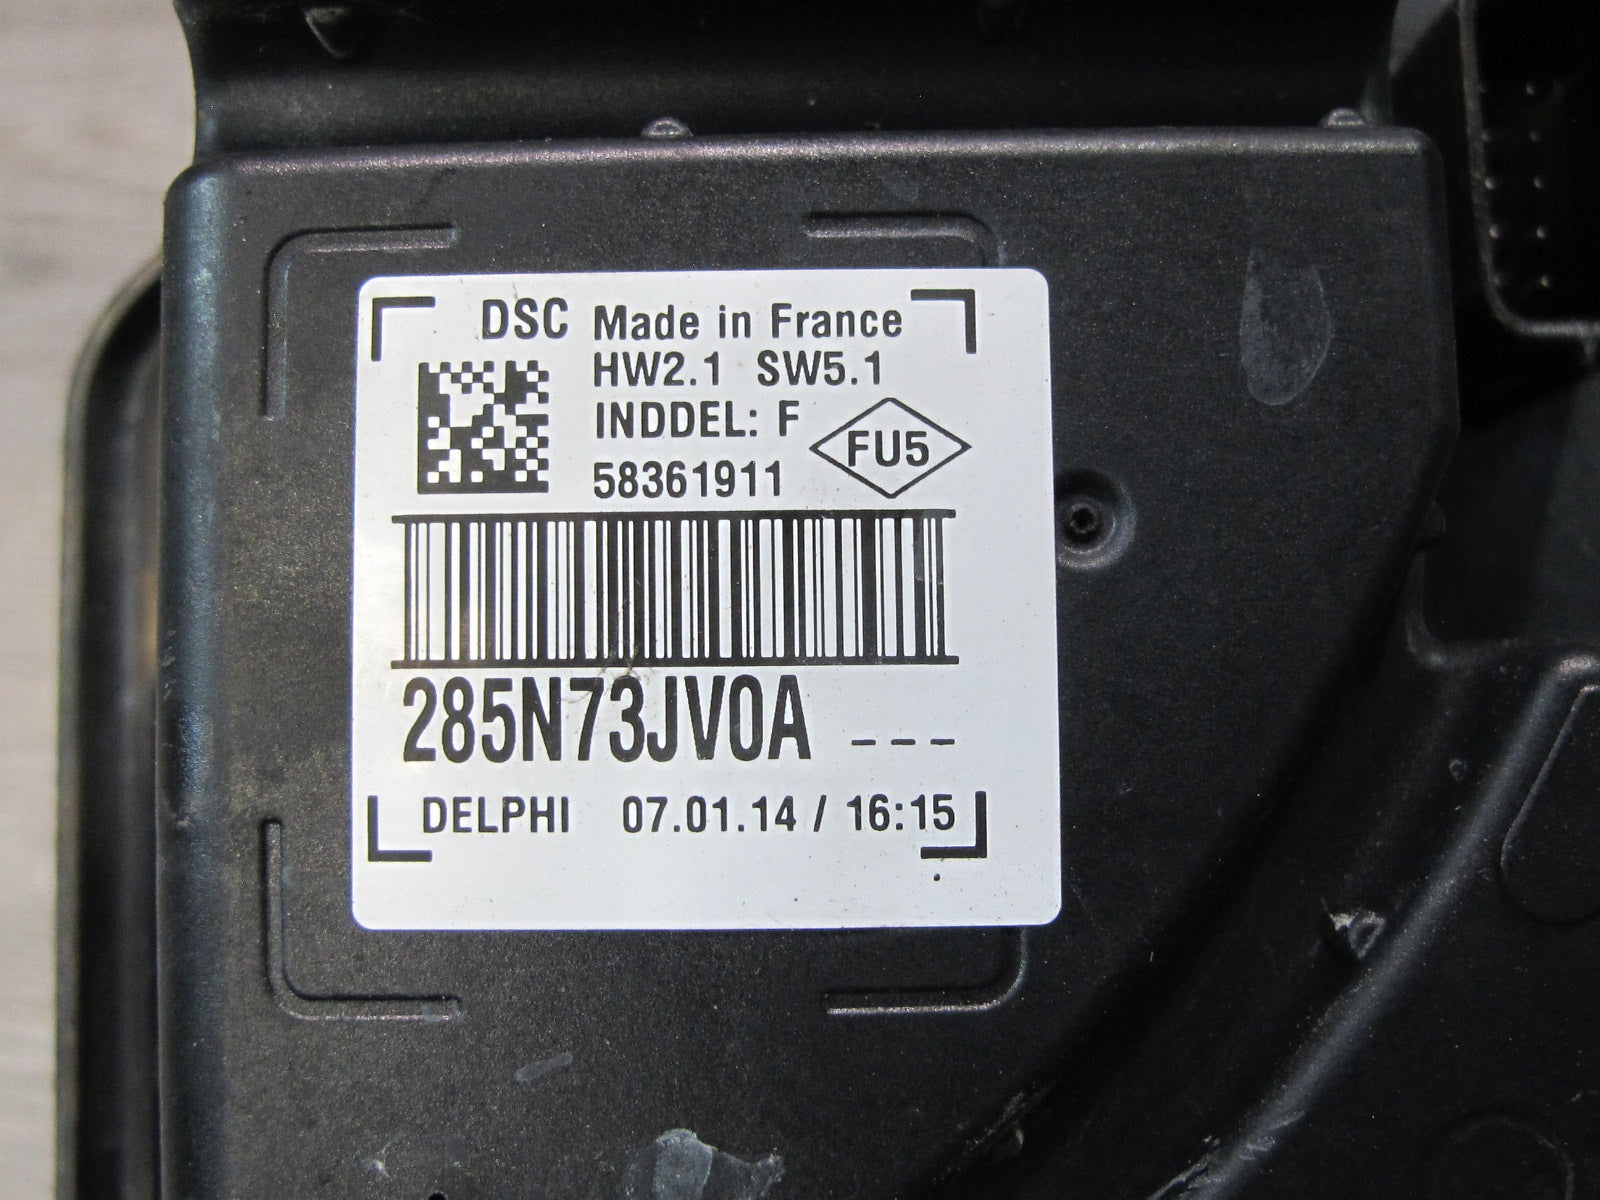 DSC Made in France
HW2.1 SW5.1
INDDEL: F
FU5
58361911
285N73JV0A ---
DELPHI 07.01.14 / 16:15